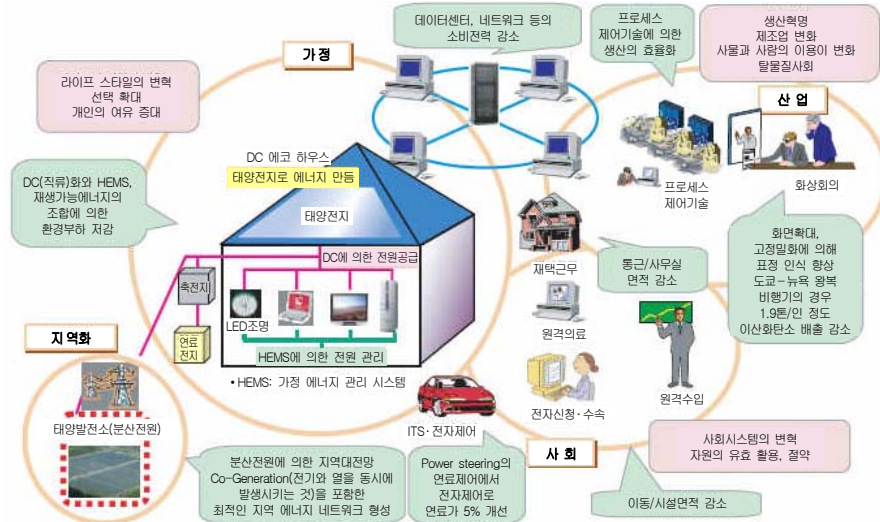 데이터센터, 네트워크 등의
소비전력 감소
프로세스
제어기술에 의한
생산의 효율화
생산혁명
제조업 변화
사물과 사람의 이용이 변화
탈물질사회
가정
산업
라이프 스타일의 변혁
선택 확대
개인의 여유 증대
DC(직류)화와 HEMS,
재생가능에너지의
조합에 의한
환경부하 저감
DC 에코 하우스
태양전지로 에너지 만듬
태양전지
DC에 의한 전원공급
축전지
연료
전지
LED조명
HEMS에 의한 전원 관리
• HEMS: 가정 에너지 관리 시스템
프로세스
제어기술
화상회의
화면확대,
고정밀화에 의해
표정 인식 향상
도쿄–뉴욕 왕복
비행기의 경우
1.9톤/인 정도
이산화탄소 배출 감소
재택근무
통근/사무실
면적 감소
원격의료
전자신청·수속
원격수입
지역화
태양발전소(분산전원)
ITS·전자제어
사회
사회시스템의 변혁
자원의 유효 활용, 절약
분산전원에 의한 지역대전망
Co-Generation(전기와 열을 동시에
발생시키는 것)을 포함한
최적인 지역 에너지 네트워크 형성
Power steering의
연료제어에서
전자제어로
연료가 5% 개선
이동/시설면적 감소